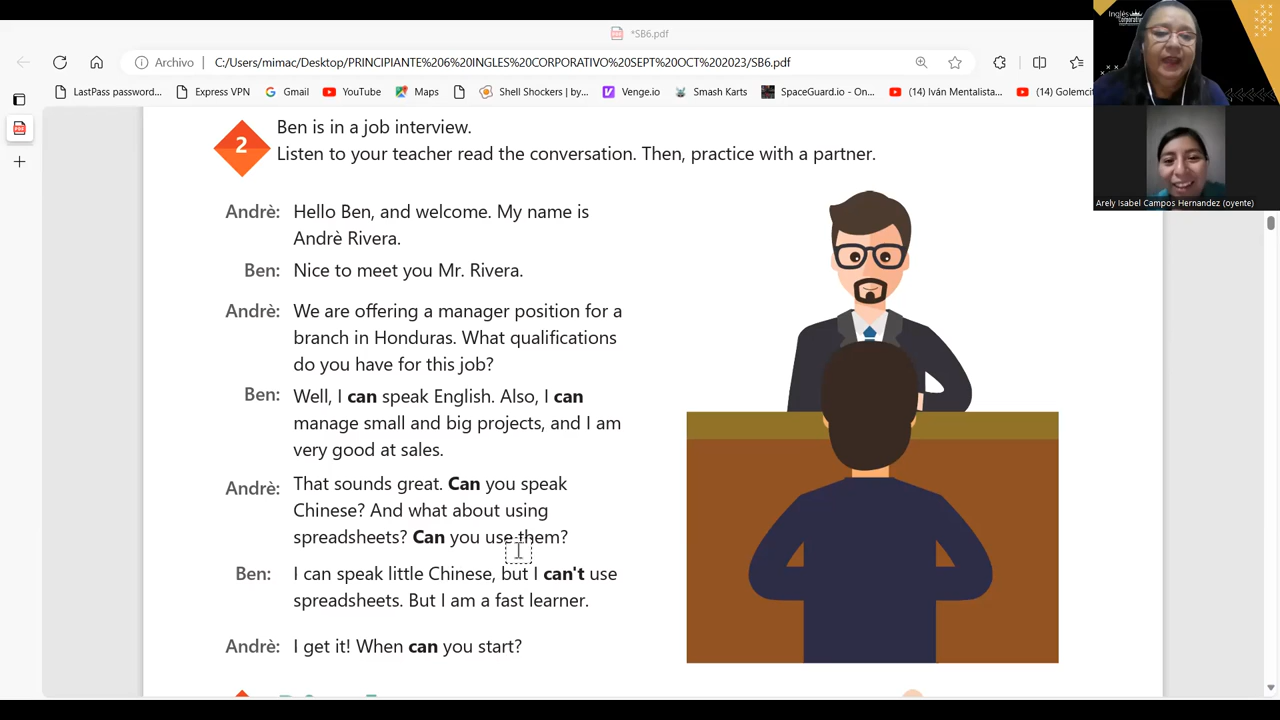 *SB6.pdf
Archivo
C:/Users/mimac/Desktop/PRINCIPIANTE%206%20INGLES%20CORPORATIVO%20SEPT%20OCT%202023/SB6.pdf
LastPass password... Express VPN Gmail YouTube Maps Shell Shockers | by... Venge.io Smash Karts SpaceGuard.io - On... (14) Iván Mentalista... (14) Golemcit
Inglés
Corporativo
Arely Isabel Campos Hernandez (oyente)
2
Ben is in a job interview.
Listen to your teacher read the conversation. Then, practice with a partner.
Andrè: Hello Ben, and welcome. My name is
Andrè Rivera.
Ben: Nice to meet you Mr. Rivera.
Andrè: We are offering a manager position for a
branch in Honduras. What qualifications
do you have for this job?
Ben: Well, I can speak English. Also, I can
manage small and big projects, and I am
very good at sales.
Andrè: That sounds great. Can you speak
Chinese? And what about using
spreadsheets? Can you use them?
Ben: I can speak little Chinese, but I can't use
spreadsheets. But I am a fast learner.
Andrè: I get it! When can you start?